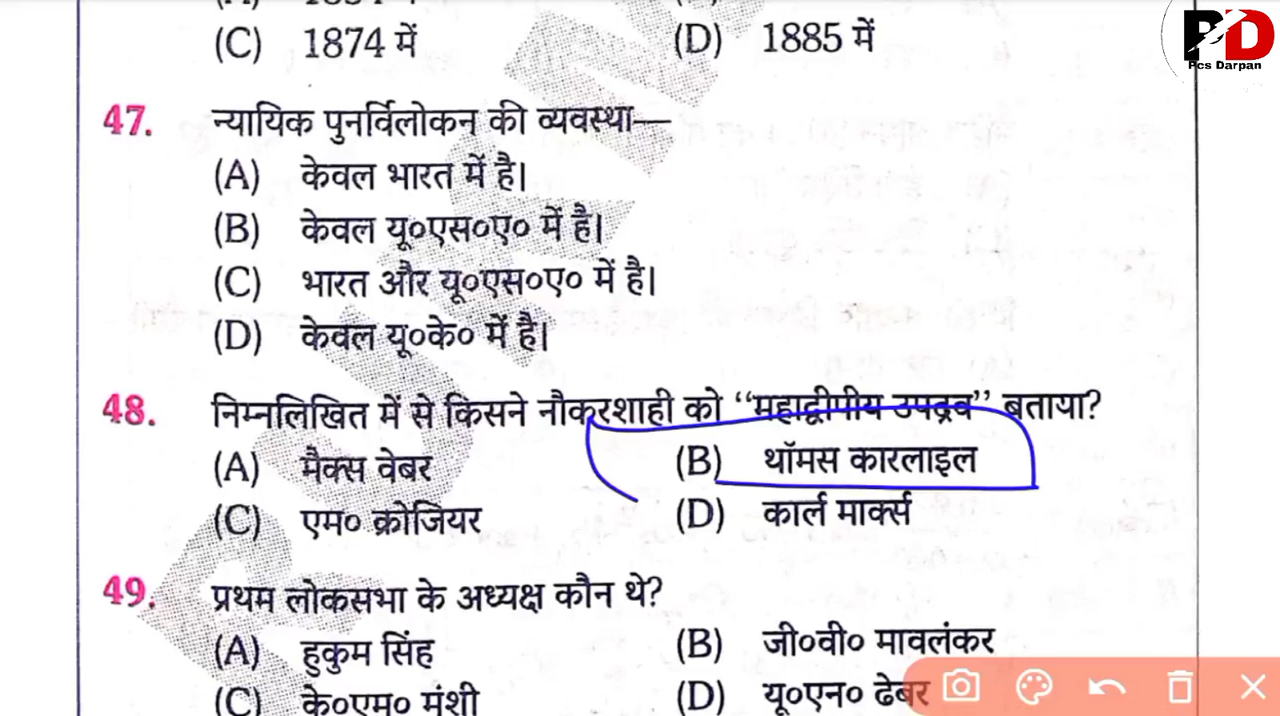 (C) 1874 में (D) 1885 में
PD
Pcs Darpan
47. न्यायिक पुनर्विलोकन की व्यवस्था—
(A) केवल भारत में है।
(B) केवल यू०एस०ए० में है।
(C) भारत और यू०एस०ए० में है।
(D) केवल यू०के० में है।
48. निम्नलिखित में से किसने नौकरशाही को “महाद्वीपीय उपद्रव” बताया?
(A) मैक्स वेबर (B) थॉमस कारलाइल
(C) एम० क्रोजियर (D) कार्ल मार्क्स
49. प्रथम लोकसभा के अध्यक्ष कौन थे?
(A) हुकुम सिंह (B) जी०वी० मावलंकर
(C) के०एम० मुंशी (D) यू०एन० ढेबर